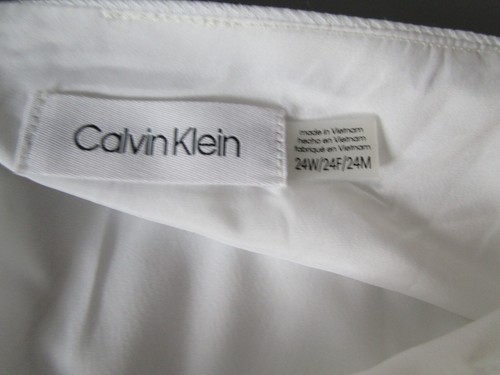 Calvin Klein
made in Vietnam
hecho en Vietnam
fabriqué en Vietnam
24W/24F/24M